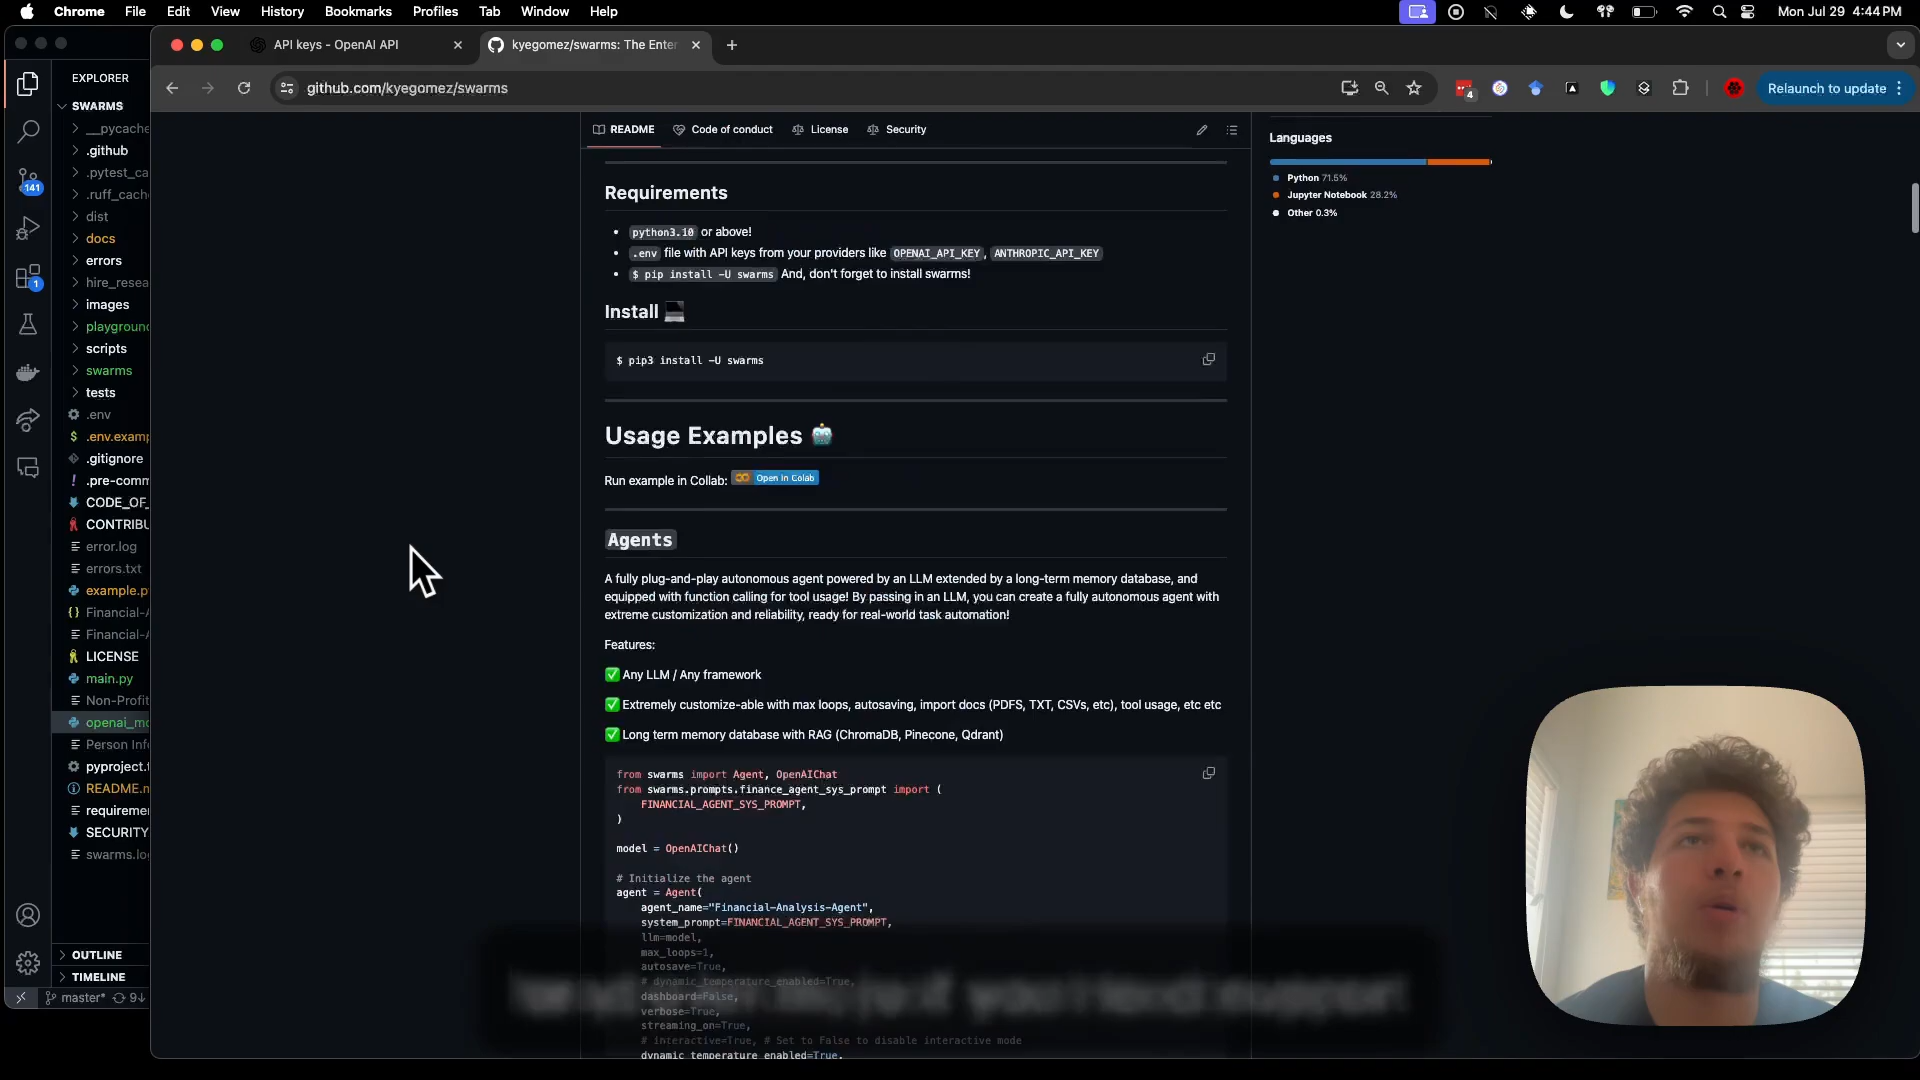 Chrome File Edit View History Bookmarks Profiles Tab Window Help Mon Jul 29 4:44 PM
API keys - OpenAI API
kyegomez/swarms: The Enter
github.com/kyegomez/swarms
4
Relaunch to update
EXPLORER
SWARMS
__pycache
.github
.pytest_ca
.ruff_cach
dist
docs
errors
hire_resea
images
playground
scripts
swarms
tests
.env
$ .env.examp
.gitignore
! .pre-comm
CODE_OF_
CONTRIBU
error.log
errors.txt
example.p
{} Financial-A
Financial-A
LICENSE
main.py
Non-Profit
openai_mo
Person Info
pyproject.t
README.m
requireme
SECURITY
swarms.lo
OUTLINE
TIMELINE
master* 9↓
141
1
README Code of conduct License Security
Requirements
• python3.10 or above!
• .env file with API keys from your providers like OPENAI_API_KEY, ANTHROPIC_API_KEY
• $ pip install -U swarms And, don't forget to install swarms!
Install 💻
$ pip3 install -U swarms
Usage Examples 🤖
Run example in Collab: Open in Colab
Agents
A fully plug-and-play autonomous agent powered by an LLM extended by a long-term memory database, and
equipped with function calling for tool usage! By passing in an LLM, you can create a fully autonomous agent with
extreme customization and reliability, ready for real-world task automation!
Features:
✅ Any LLM / Any framework
✅ Extremely customize-able with max loops, autosaving, import docs (PDFS, TXT, CSVs, etc), tool usage, etc etc
✅ Long term memory database with RAG (ChromaDB, Pinecone, Qdrant)
from swarms import Agent, OpenAIChat
from swarms.prompts.finance_agent_sys_prompt import (
FINANCIAL_AGENT_SYS_PROMPT,
)
model = OpenAIChat()
# Initialize the agent
agent = Agent(
agent_name="Financial-Analysis-Agent",
system_prompt=FINANCIAL_AGENT_SYS_PROMPT,
llm=model,
max_loops=1,
autosave=True,
# dynamic_temperature_enabled=True,
dashboard=False,
verbose=True,
streaming_on=True,
# interactive=True, # Set to False to disable interactive mode
dynamic_temperature_enabled=True,
Languages
Python 71.5%
Jupyter Notebook 28.2%
Other 0.3%